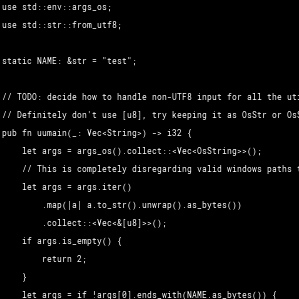 use std::env::args_os;
use std::str::from_utf8;
static NAME: &str = "test";
// TODO: decide how to handle non-UTF8 input for all the
// Definitely don't use [u8], try keeping it as OsStr or
pub fn uumain(_: Vec<String>) -> i32 {
let args = args_os().collect::<Vec<OsString>>();
// This is completely disregarding valid windows paths
let args = args.iter()
.map(|a| a.to_str().unwrap().as_bytes())
.collect::<Vec<&[u8]>>();
if args.is_empty() {
return 2;
}
let args = if !args[0].ends_with(NAME.as_bytes()) {